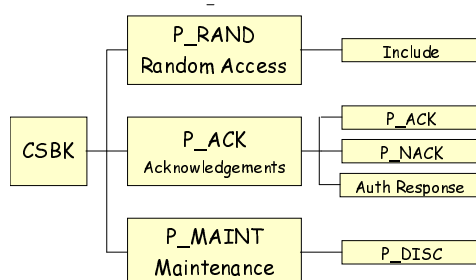 P_RAND
Random Access
Include
CSBK
P_ACK
Acknowledgements
P_ACK
P_NACK
Auth Response
P_MAINT
Maintenance
P_DISC